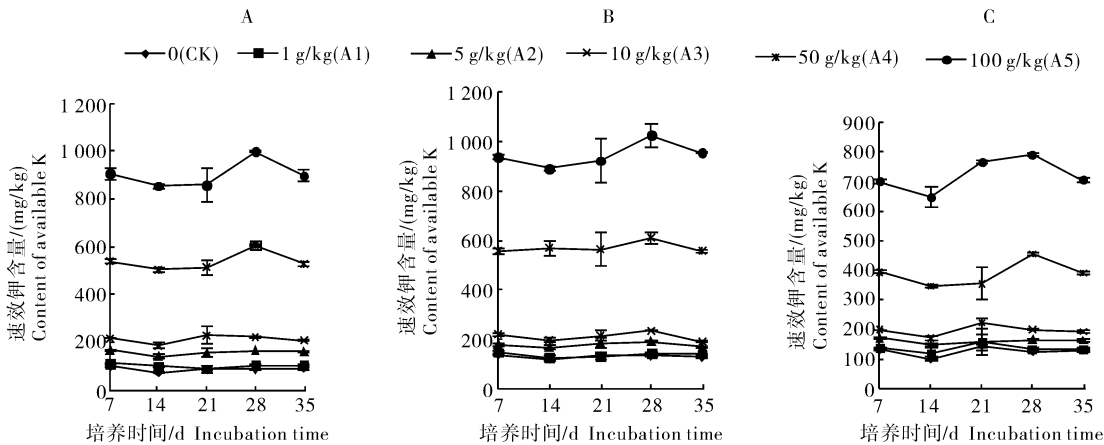 A B C
0(CK) 1 g/kg(A1) 5 g/kg(A2) 10 g/kg(A3) 50 g/kg(A4) 100 g/kg(A5)
速效钾含量/(mg/kg)
Content of available K
1 200
1 000
800
600
400
200
0
7 14 21 28 35
培养时间/d Incubation time
速效钾含量/(mg/kg)
Content of available K
1 200
1 000
800
600
400
200
0
7 14 21 28 35
培养时间/d Incubation time
速效钾含量/(mg/kg)
Content of available K
900
800
700
600
500
400
300
200
100
0
7 14 21 28 35
培养时间/d Incubation time